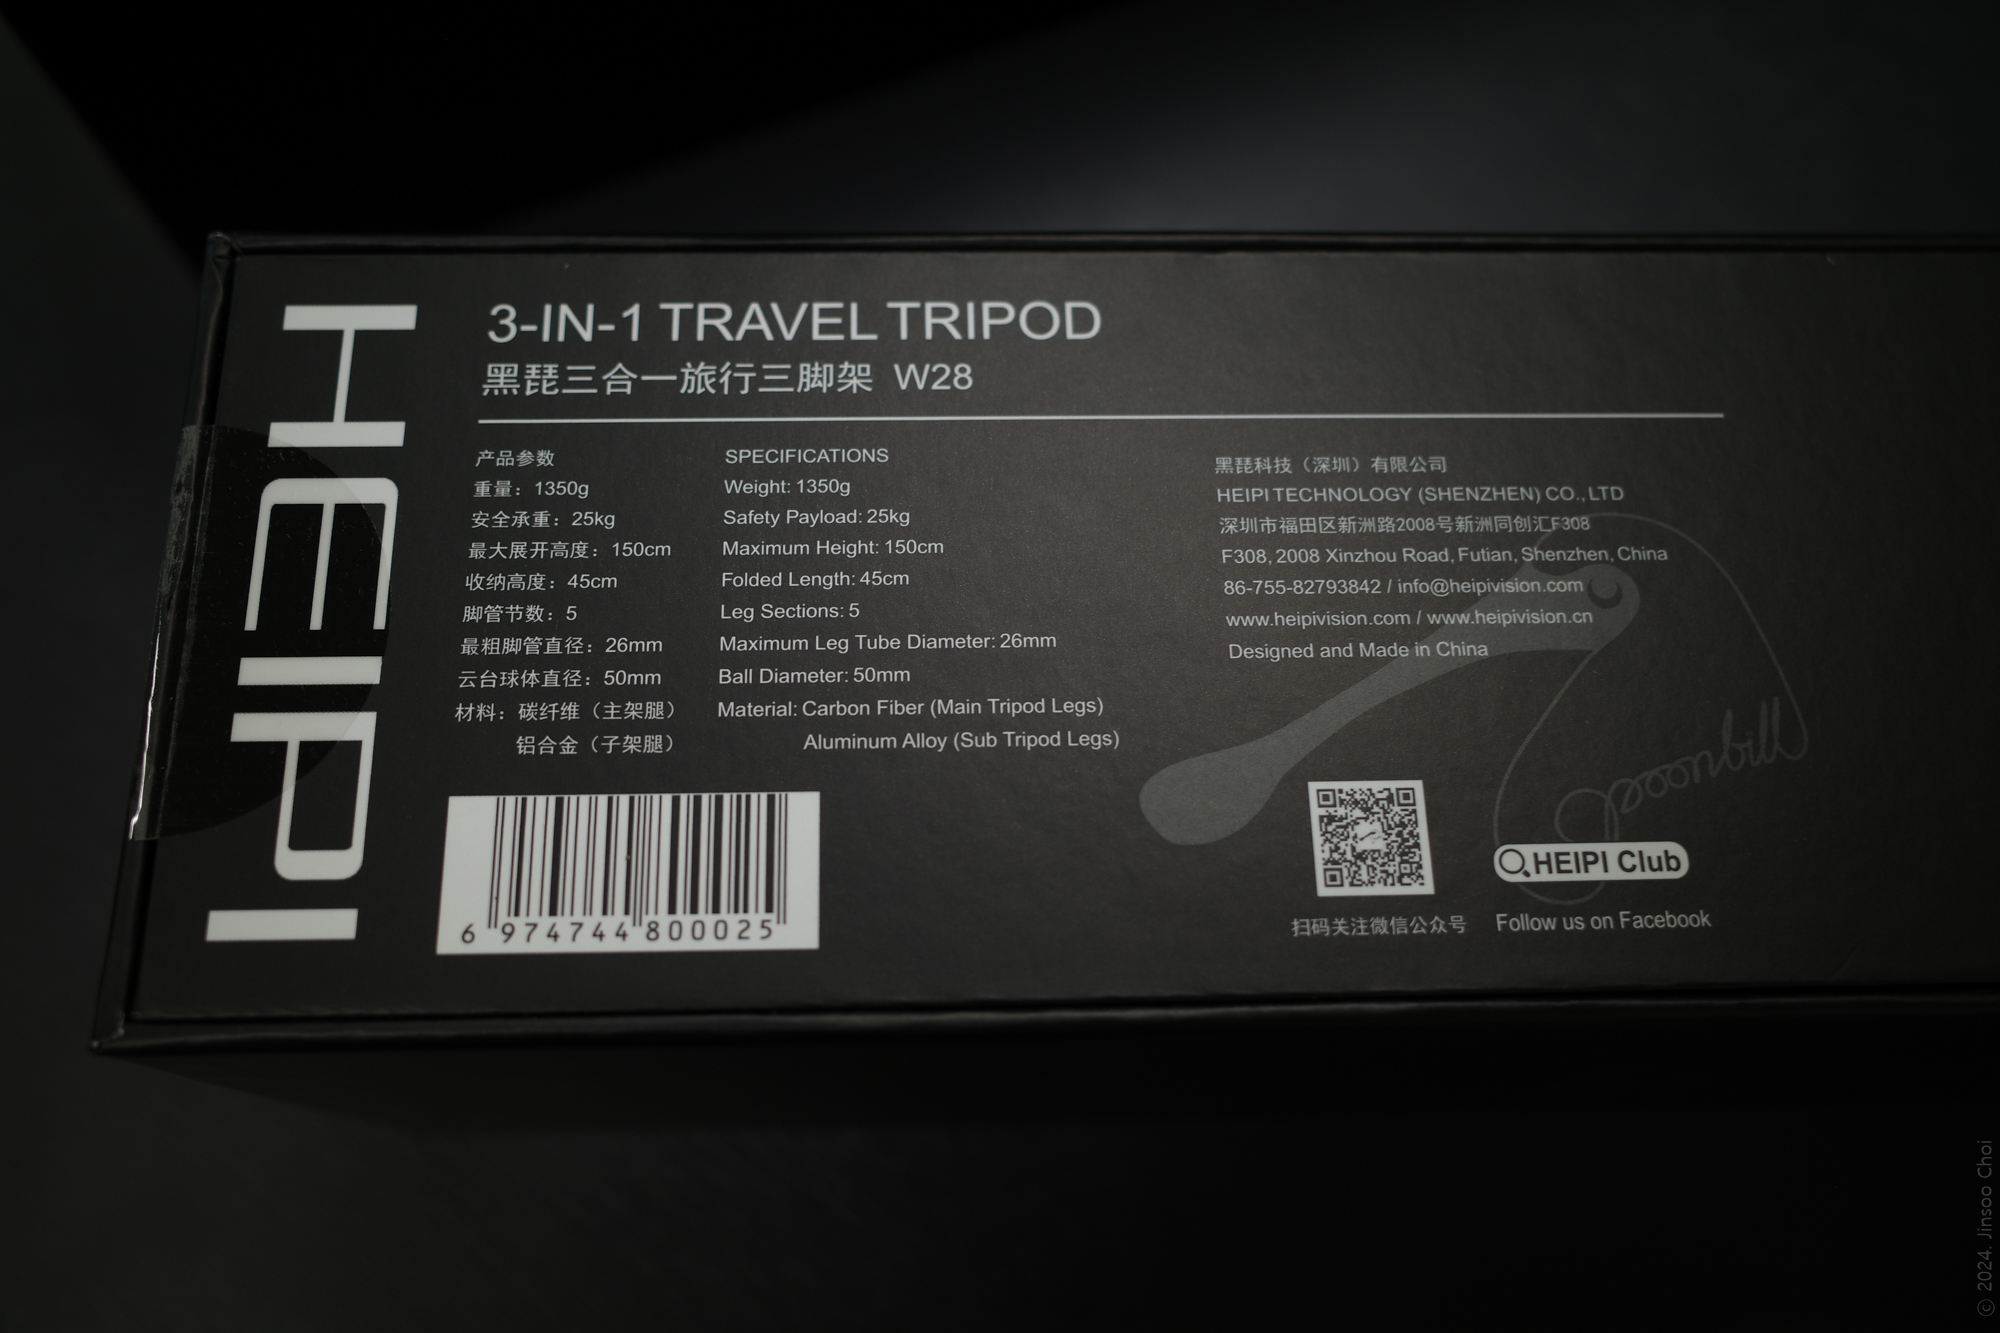 HEIPI
3-IN-1 TRAVEL TRIPOD
黑琵三合一旅行三脚架 W28
产品参数
重量：1350g
安全承重：25kg
最大展开高度：150cm
收纳高度：45cm
脚管节数：5
最粗脚管直径：26mm
云台球体直径：50mm
材料：碳纤维（主架腿）
铝合金（子架腿）
SPECIFICATIONS
Weight: 1350g
Safety Payload: 25kg
Maximum Height: 150cm
Folded Length: 45cm
Leg Sections: 5
Maximum Leg Tube Diameter: 26mm
Ball Diameter: 50mm
Material: Carbon Fiber (Main Tripod Legs)
Aluminum Alloy (Sub Tripod Legs)
黑琵科技（深圳）有限公司
HEIPI TECHNOLOGY (SHENZHEN) CO., LTD
深圳市福田区新洲路2008号新洲同创汇F308
F308, 2008 Xinzhou Road, Futian, Shenzhen, China
86-755-82793842 / info@heipivision.com
www.heipivision.com / www.heipivision.cn
Designed and Made in China
Spoonbill
6 974744 800025
HEIPI Club
扫码关注微信公众号
Follow us on Facebook
© 2024. Jinsoo Choi